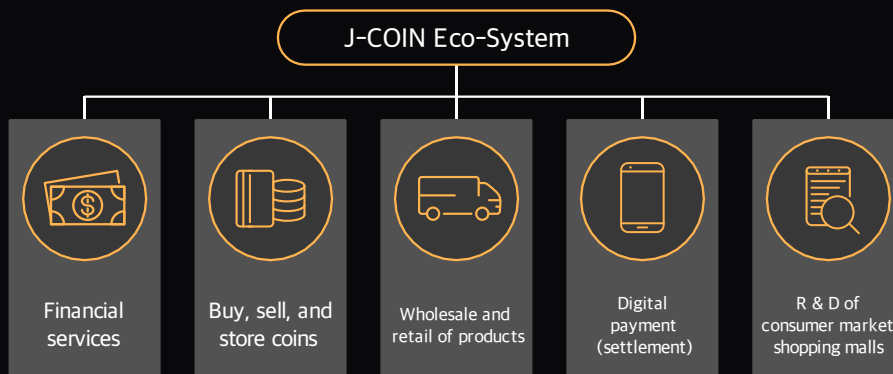 J-COIN Eco-System
$
Financial
services
Buy, sell, and
store coins
Wholesale and
retail of products
Digital
payment
(settlement)
R & D of
consumer market
shopping malls